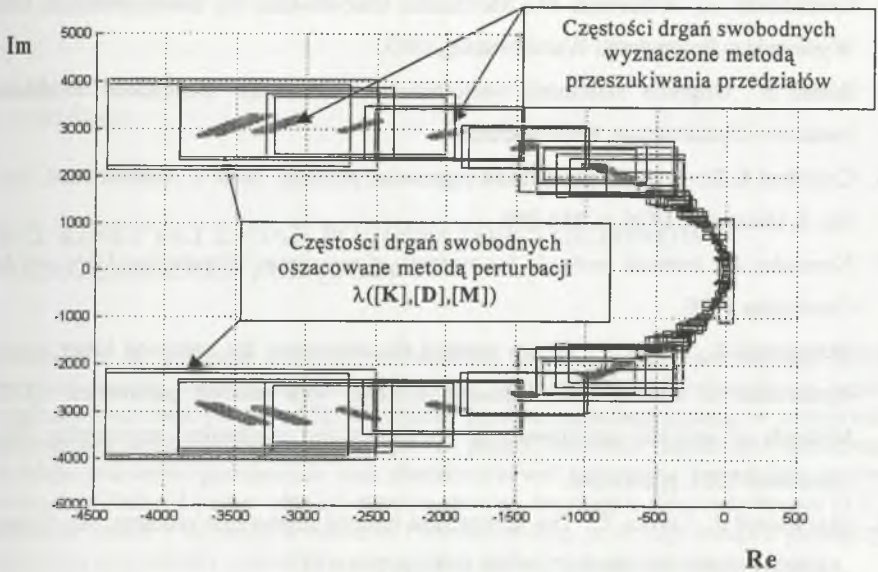 Im
5000
4000
3000
2000
1000
0
-1000
-2000
-3000
-4000
-5000
Częstości drgań swobodnych
wyznaczone metodą
przeszukiwania przedziałów
Częstości drgań swobodnych
oszacowane metodą perturbacji
λ([K],[D],[M])
-4500
-4000
-3500
-3000
-2500
-2000
-1500
-1000
-500
0
500
Re